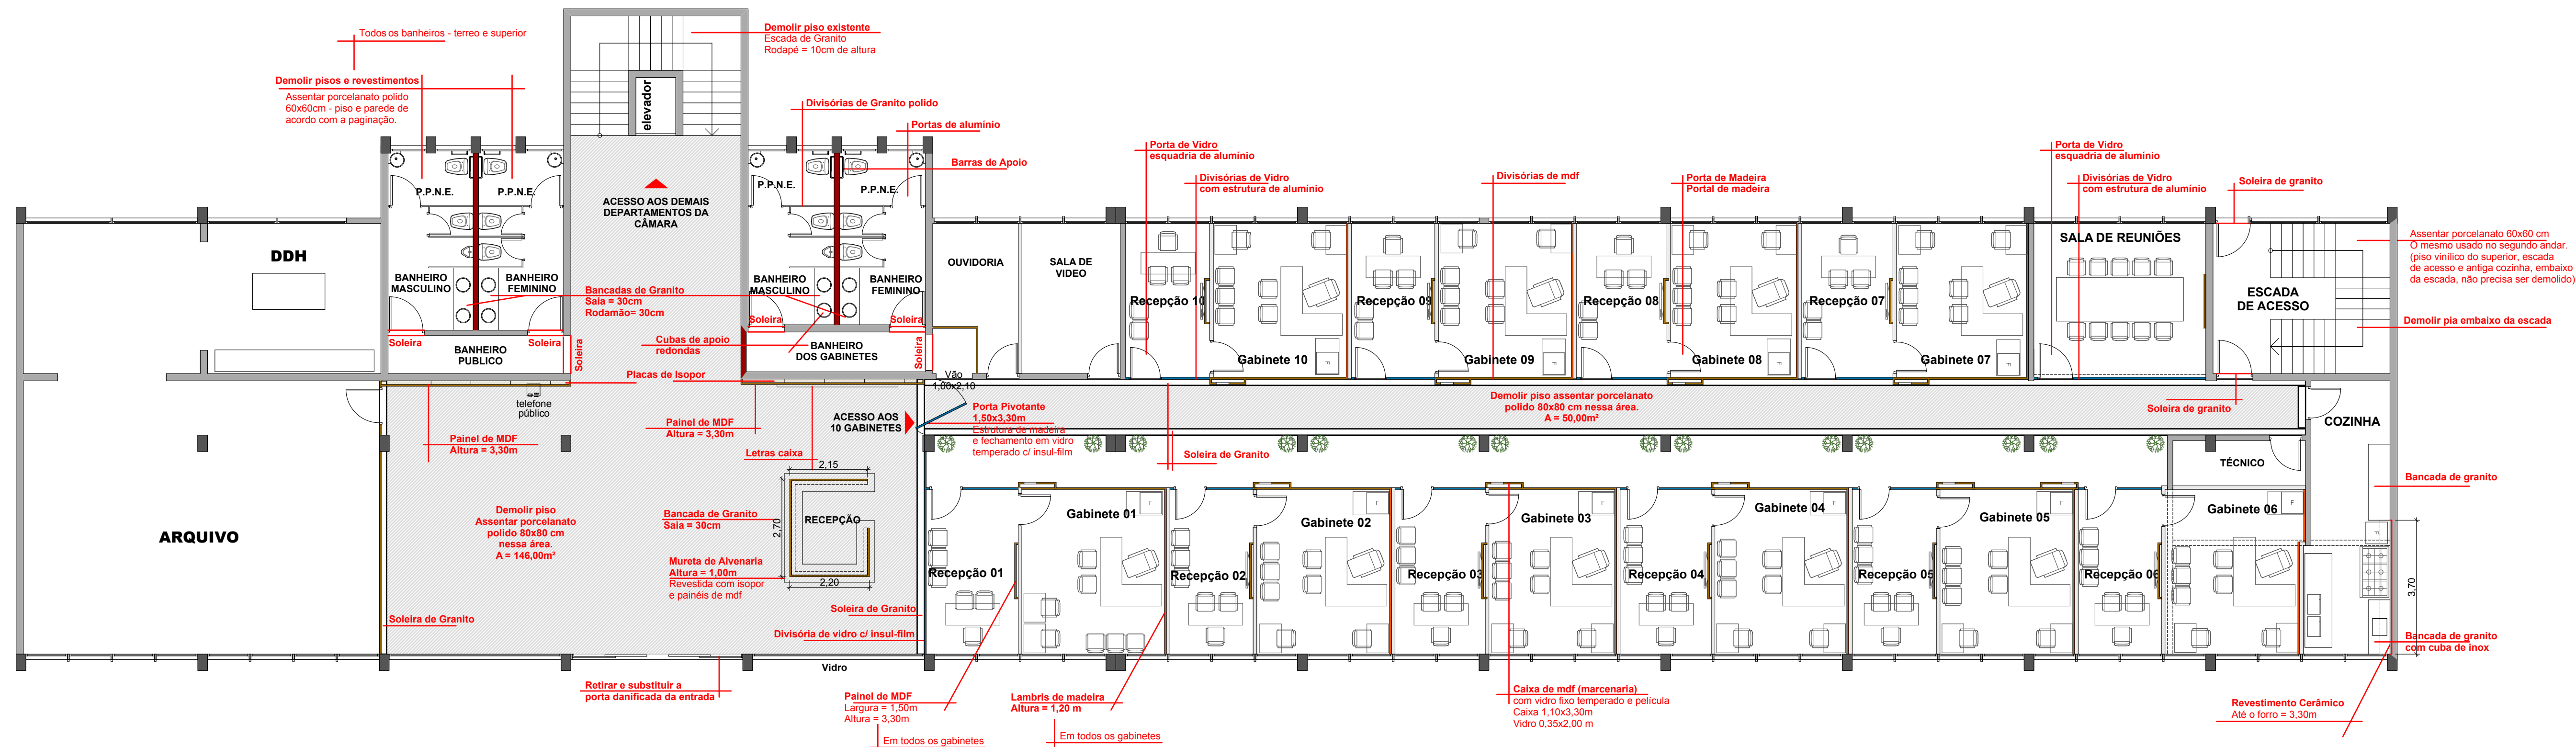 Todos os banheiros - terreo e superior
Demolir pisos e revestimentos
Assentar porcelanato polido
60x60cm - piso e parede de
acordo com a paginação.
Demolir piso existente
Escada de Granito
Rodapé = 10cm de altura
elevador
Divisórias de Granito polido
Portas de alumínio
Barras de Apoio
Porta de Vidro
esquadria de alumínio
Divisórias de Vidro
com estrutura de alumínio
Divisórias de mdf
Porta de Madeira
Portal de madeira
Porta de Vidro
esquadria de alumínio
Divisórias de Vidro
com estrutura de alumínio
Soleira de granito
Assentar porcelanato 60x60 cm
O mesmo usado no segundo andar.
(piso vinílico do superior, escada
de acesso e antiga cozinha, embaixo
da escada, não precisa ser demolido)
Demolir pia embaixo da escada
P.P.N.E.
P.P.N.E.
P.P.N.E.
P.P.N.E.
ACESSO AOS DEMAIS
DEPARTAMENTOS DA
CÂMARA
DDH
BANHEIRO
MASCULINO
BANHEIRO
FEMININO
Bancadas de Granito
Saia = 30cm
Rodamão= 30cm
BANHEIRO
MASCULINO
BANHEIRO
FEMININO
OUVIDORIA
SALA DE
VIDEO
Recepção 10
Gabinete 10
Recepção 09
Gabinete 09
Recepção 08
Gabinete 08
Recepção 07
Gabinete 07
F
F
F
F
SALA DE REUNIÕES
ESCADA
DE ACESSO
Soleira
Soleira
Soleira
Soleira
Soleira
Soleira
BANHEIRO
PUBLICO
Cubas de apoio
redondas
BANHEIRO
DOS GABINETES
Placas de Isopor
Vão
1,00x2,10
telefone
público
Painel de MDF
Altura = 3,30m
Painel de MDF
Altura = 3,30m
ACESSO AOS
10 GABINETES
Porta Pivotante
1,50x3,30m
Estrutura de madeira
e fechamento em vidro
temperado c/ insul-film
Demolir piso assentar porcelanato
polido 80x80 cm nessa área.
A = 50,00m²
Soleira de granito
COZINHA
Letras caixa
Soleira de Granito
TÉCNICO
Bancada de granito
2,15
2,70
2,20
RECEPÇÃO
ARQUIVO
Demolir piso
Assentar porcelanato
polido 80x80 cm
nessa área.
A = 146,00m²
Bancada de Granito
Saia = 30cm
Mureta de Alvenaria
Altura = 1,00m
Revestida com isopor
e painéis de mdf
Soleira de Granito
Soleira de Granito
Divisória de vidro c/ insul-film
Recepção 01
Gabinete 01
Recepção 02
Gabinete 02
Recepção 03
Gabinete 03
Recepção 04
Gabinete 04
Recepção 05
Gabinete 05
Recepção 06
Gabinete 06
F
F
F
F
F
F
F
3,70
Bancada de granito
com cuba de inox
Vidro
Retirar e substituir a
porta danificada da entrada
Painel de MDF
Largura = 1,50m
Altura = 3,30m
Em todos os gabinetes
Lambris de madeira
Altura = 1,20 m
Em todos os gabinetes
Caixa de mdf (marcenaria)
com vidro fixo temperado e película
Caixa 1,10x3,30m
Vidro 0,35x2,00 m
Revestimento Cerâmico
Até o forro = 3,30m